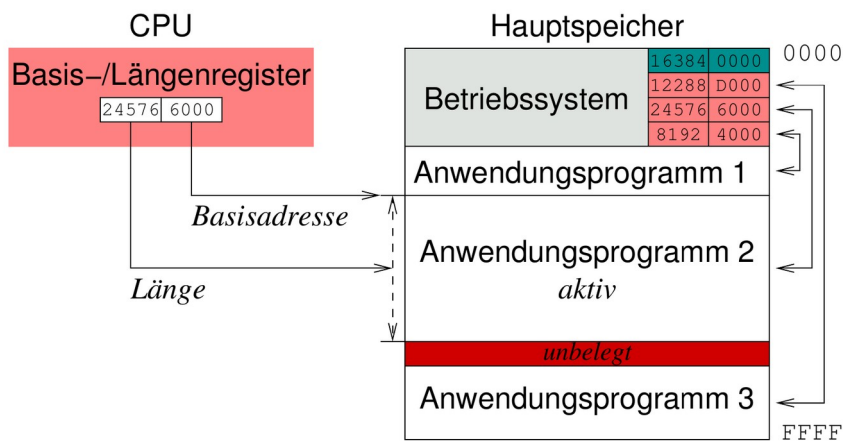 CPU
Hauptspeicher
Basis–/Längenregister
24576 6000
Betriebssystem
16384 0000
12288 D000
24576 6000
8192 4000
0000
Anwendungsprogramm 1
Basisadresse
Anwendungsprogramm 2
aktiv
Länge
unbelegt
Anwendungsprogramm 3
FFFF